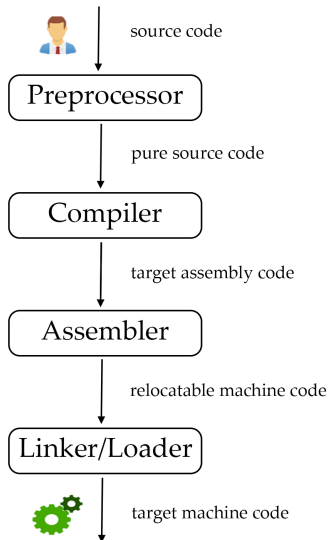 source code
Preprocessor
pure source code
Compiler
target assembly code
Assembler
relocatable machine code
Linker/Loader
target machine code